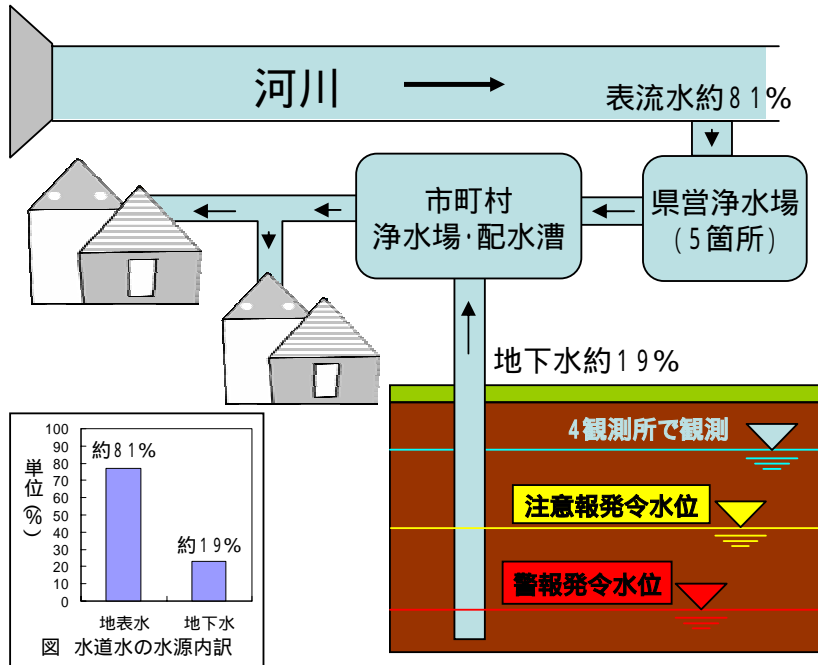 河川
表流水約81%
県営浄水場
(5箇所)
市町村
浄水場・配水漕
地下水約19%
4観測所で観測
注意報発令水位
警報発令水位
単位(%)
100
90
80
70
60
50
40
30
20
10
0
約81%
約19%
地表水 地下水
図 水道水の水源内訳